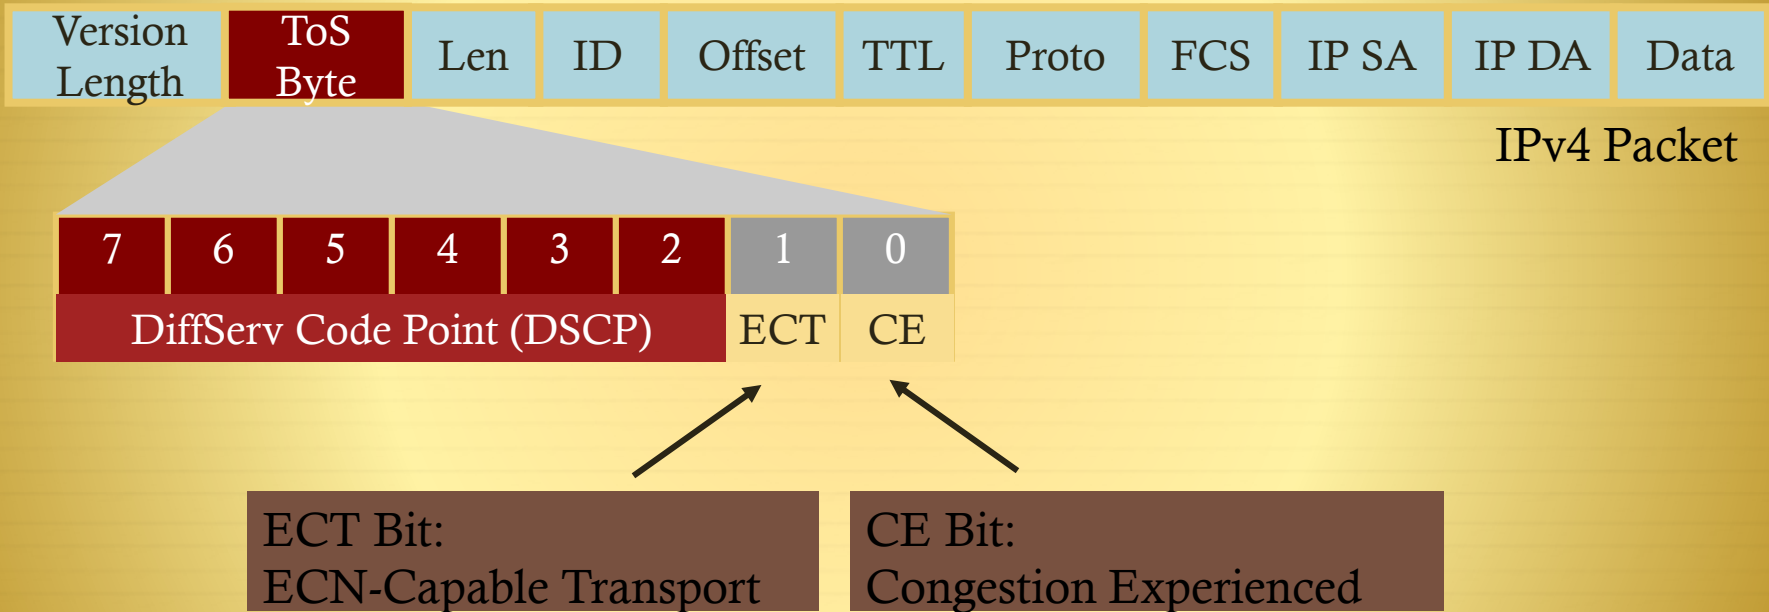 Version Length
ToS Byte
Len
ID
Offset
TTL
Proto
FCS
IP SA
IP DA
Data
IPv4 Packet
7 6 5 4 3 2 1 0
DiffServ Code Point (DSCP) ECT CE
ECT Bit:
ECN-Capable Transport
CE Bit:
Congestion Experienced